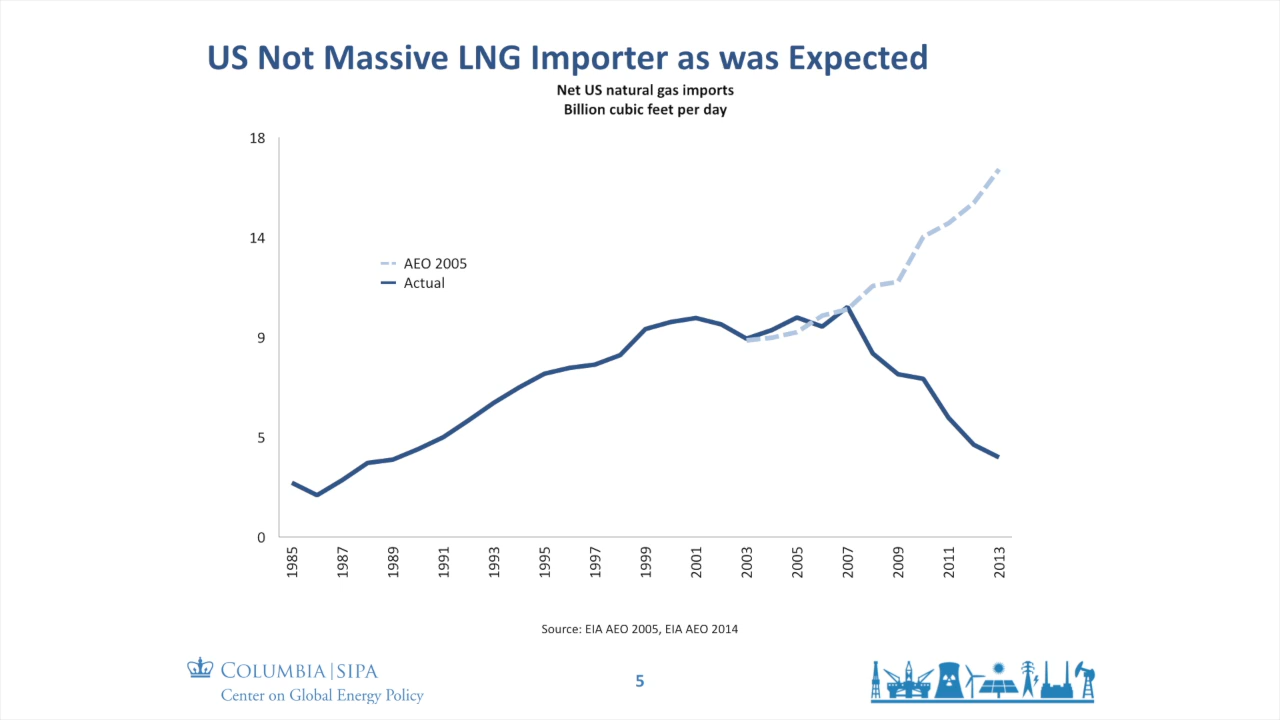 US Not Massive LNG Importer as was Expected
Net US natural gas imports
Billion cubic feet per day
18
14
9
5
0
AEO 2005
Actual
1985
1987
1989
1991
1993
1995
1997
1999
2001
2003
2005
2007
2009
2011
2013
Source: EIA AEO 2005, EIA AEO 2014
COLUMBIA | SIPA
Center on Global Energy Policy
5